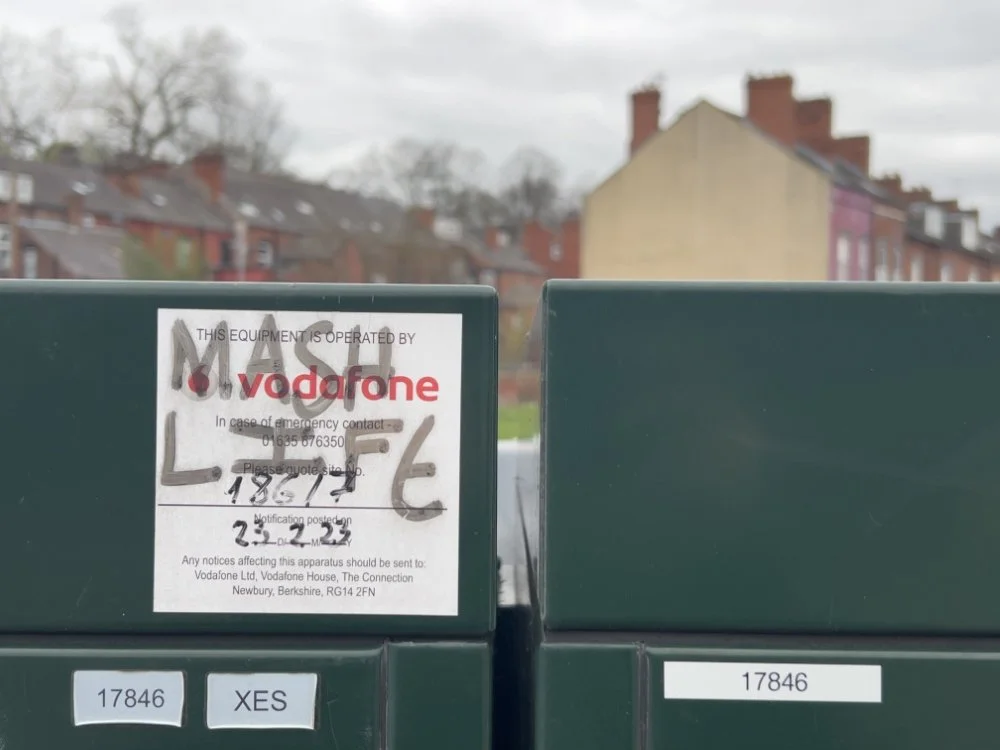 THIS EQUIPMENT IS OPERATED BY
MASH
vodafone
In case of emergency contact -
01635 676350
LIFE
Please quote site No.
18617
Notification posted on
23 2 23
Any notices affecting this apparatus should be sent to:
Vodafone Ltd, Vodafone House, The Connection
Newbury, Berkshire, RG14 2FN
17846
XES
17846